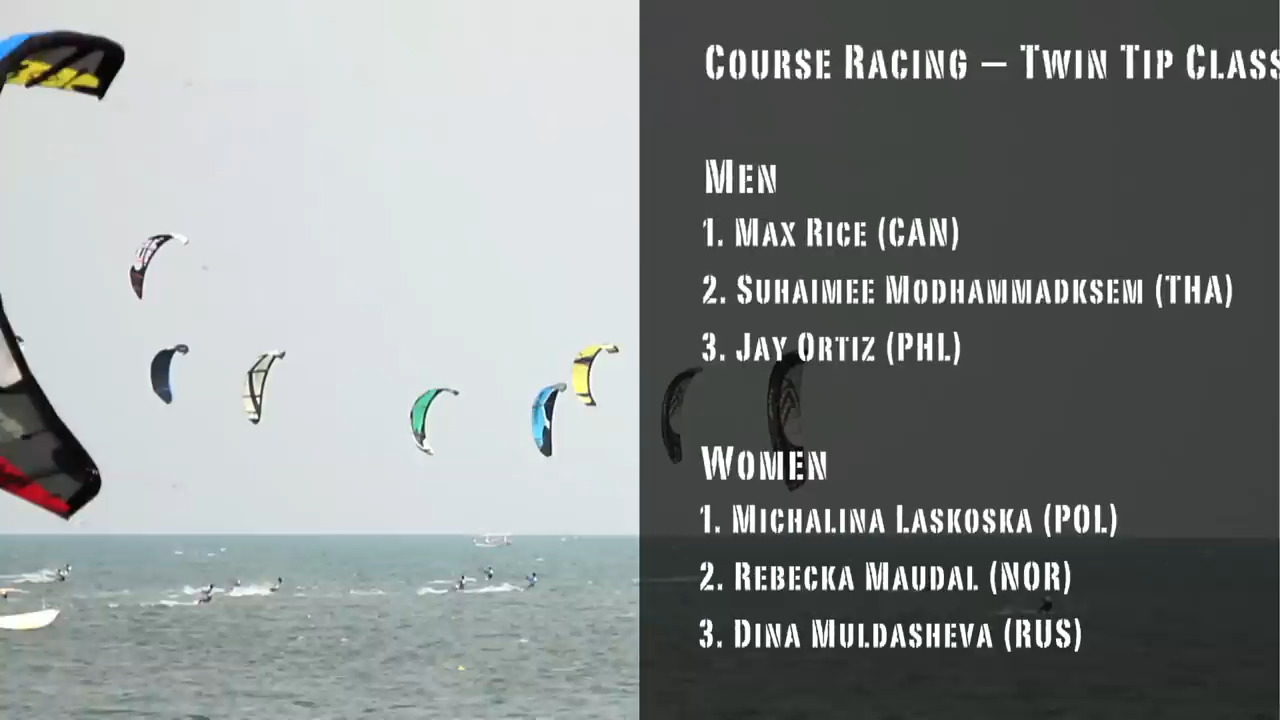 Course Racing – Twin Tip Class
Men
1. Max Rice (CAN)
2. Suhaimee Modhammadksem (THA)
3. Jay Ortiz (PHL)
Women
1. Michalina Laskoska (POL)
2. Rebecka Maudal (NOR)
3. Dina Muldasheva (RUS)